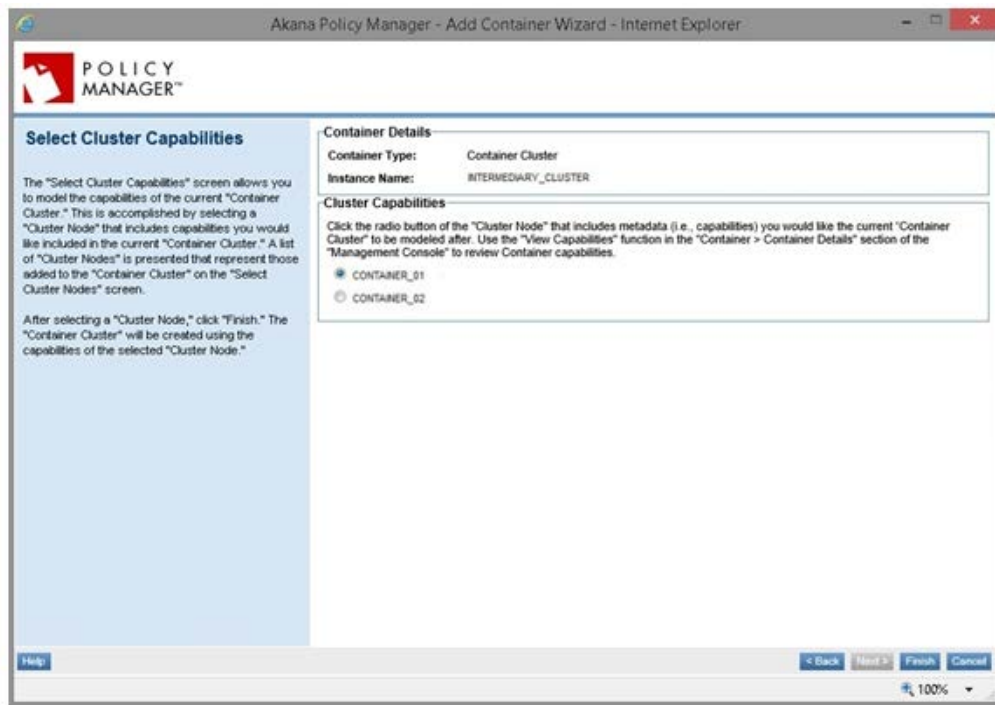 Akana Policy Manager - Add Container Wizard - Internet Explorer
POLICY
MANAGER™
Select Cluster Capabilities
The "Select Cluster Capabilities" screen allows you
to model the capabilities of the current "Container
Cluster." This is accomplished by selecting a
"Cluster Node" that includes capabilities you would
like included in the current "Container Cluster." A list
of "Cluster Nodes" is presented that represent those
added to the "Container Cluster" on the "Select
Cluster Nodes" screen.
After selecting a "Cluster Node," click "Finish." The
"Container Cluster" will be created using the
capabilities of the selected "Cluster Node."
Container Details
Container Type: Container Cluster
Instance Name: INTERMEDIARY_CLUSTER
Cluster Capabilities
Click the radio button of the "Cluster Node" that includes metadata (i.e., capabilities) you would like the current "Container
Cluster" to be modeled after. Use the "View Capabilities" function in the "Container > Container Details" section of the
"Management Console" to review Container capabilities.
CONTAINER_01
CONTAINER_02
Help
< Back
Next >
Finish
Cancel
100%